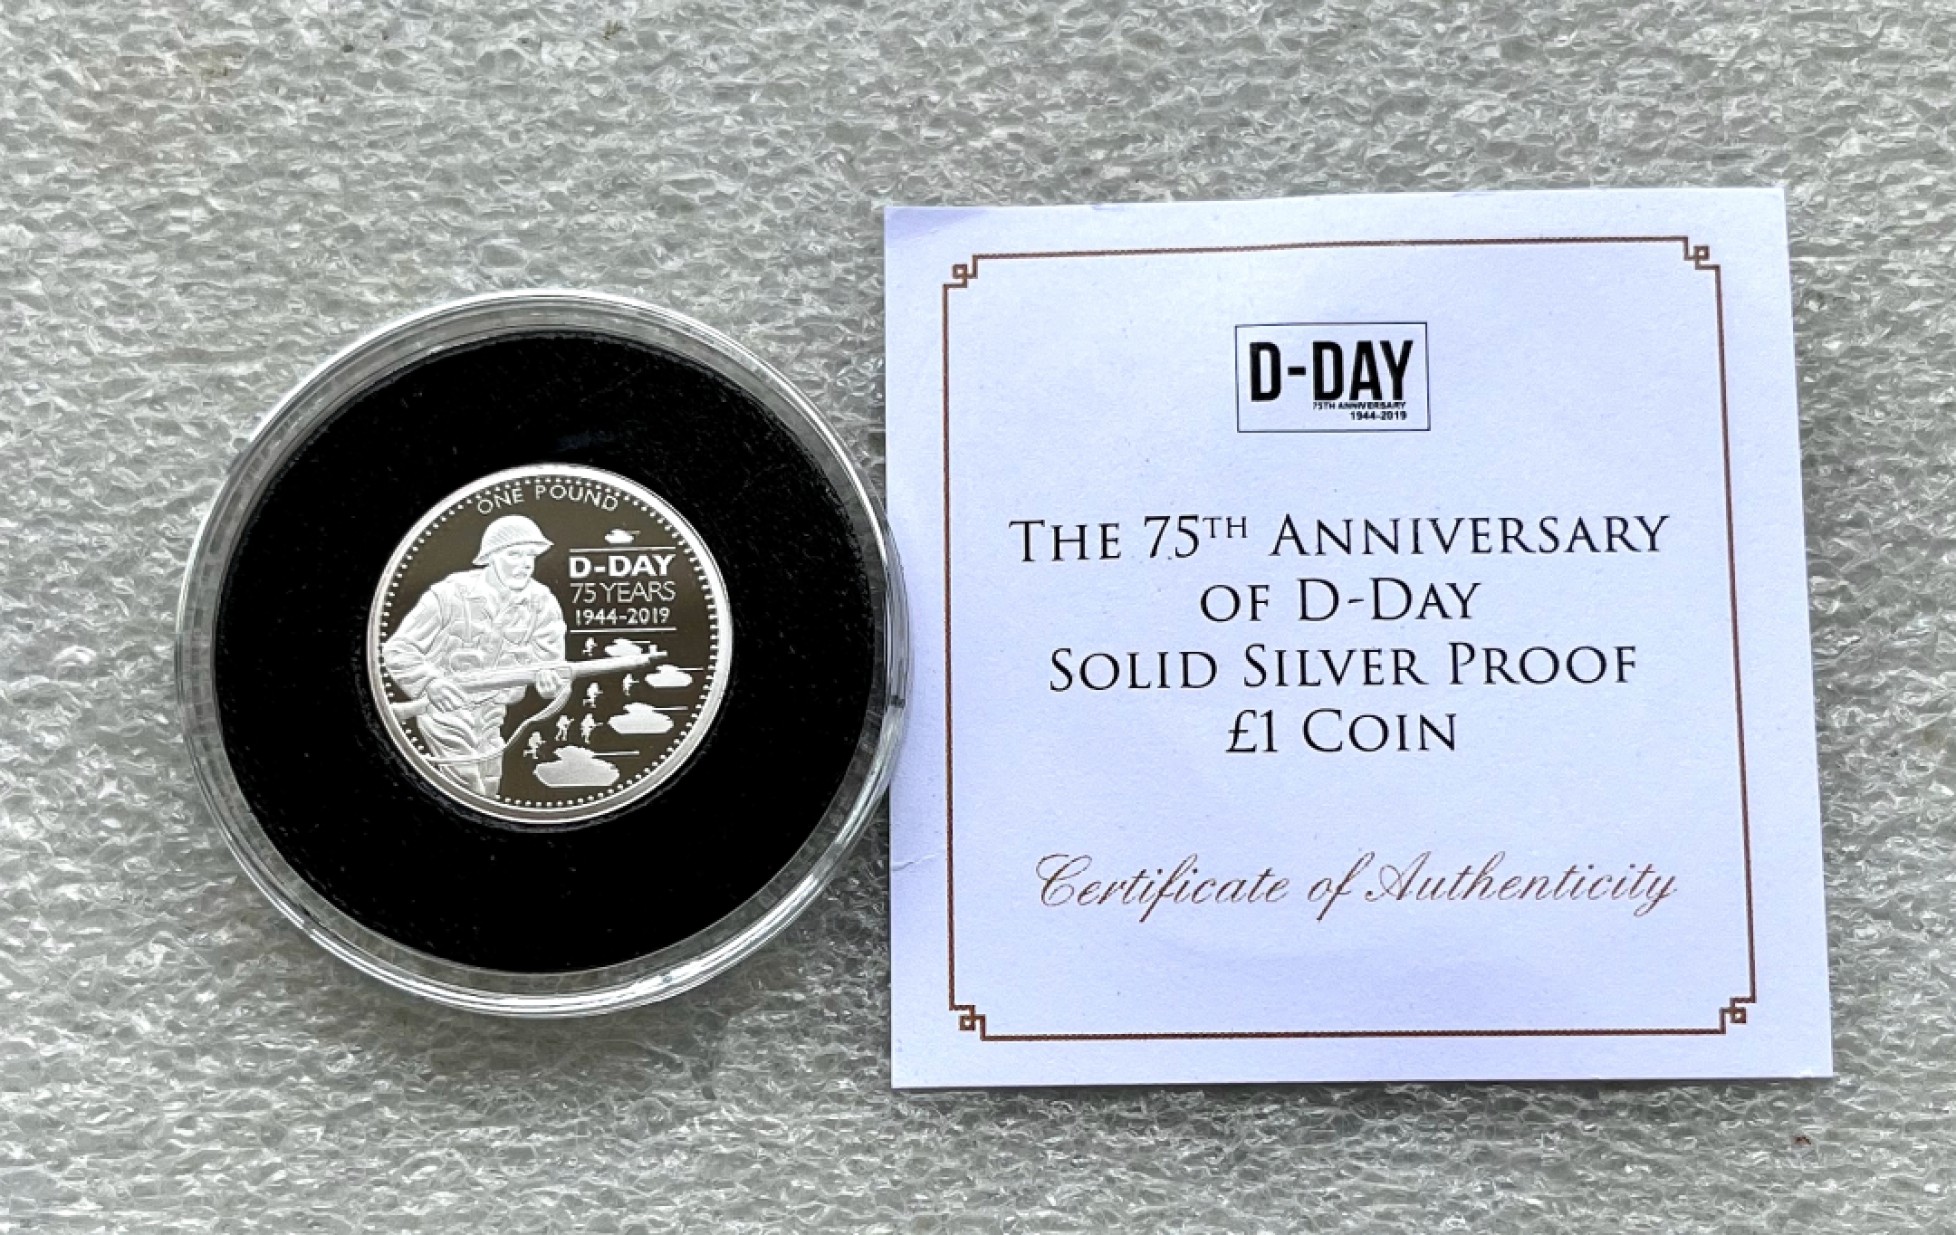 ONE POUND
D-DAY
75 YEARS
1944-2019
D-DAY
75TH ANNIVERSARY
1944-2019
THE 75TH ANNIVERSARY
OF D-DAY
SOLID SILVER PROOF
£1 COIN
Certificate of Authenticity